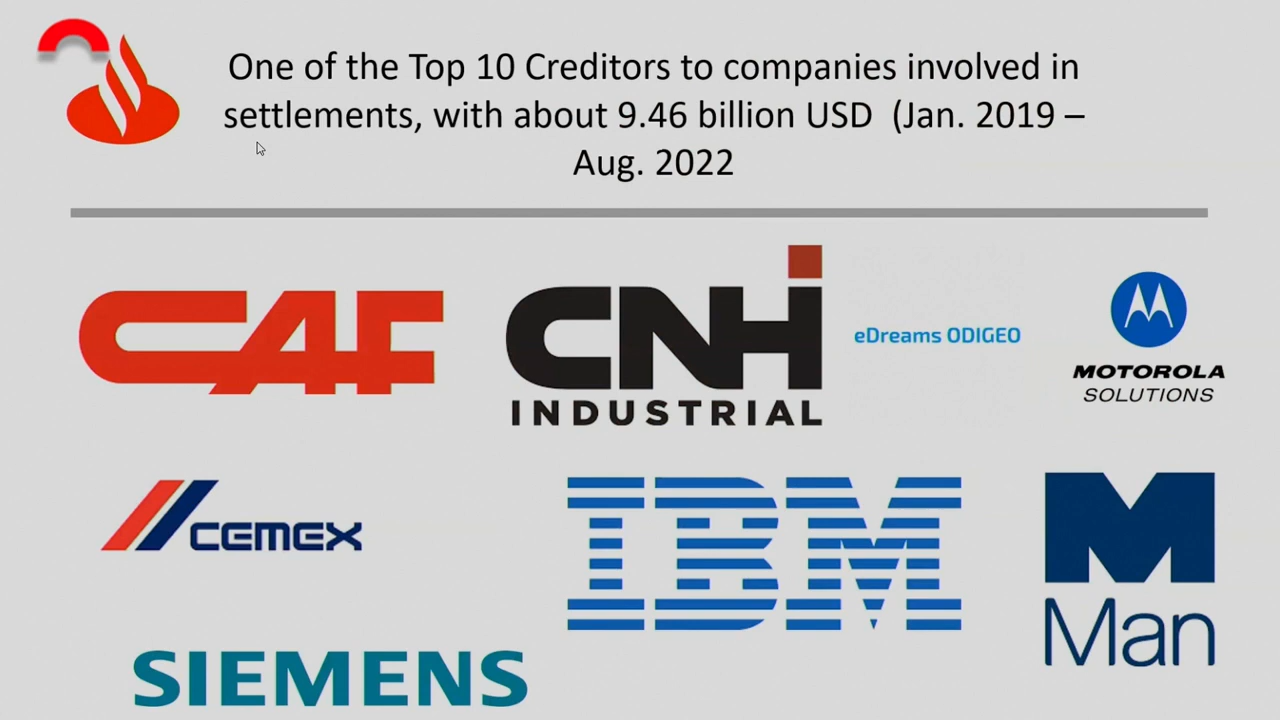 One of the Top 10 Creditors to companies involved in
settlements, with about 9.46 billion USD  (Jan. 2019 –
Aug. 2022
CAF
CNH
INDUSTRIAL
eDreams ODIGEO
MOTOROLA
SOLUTIONS
CEMEX
IBM
Man
SIEMENS